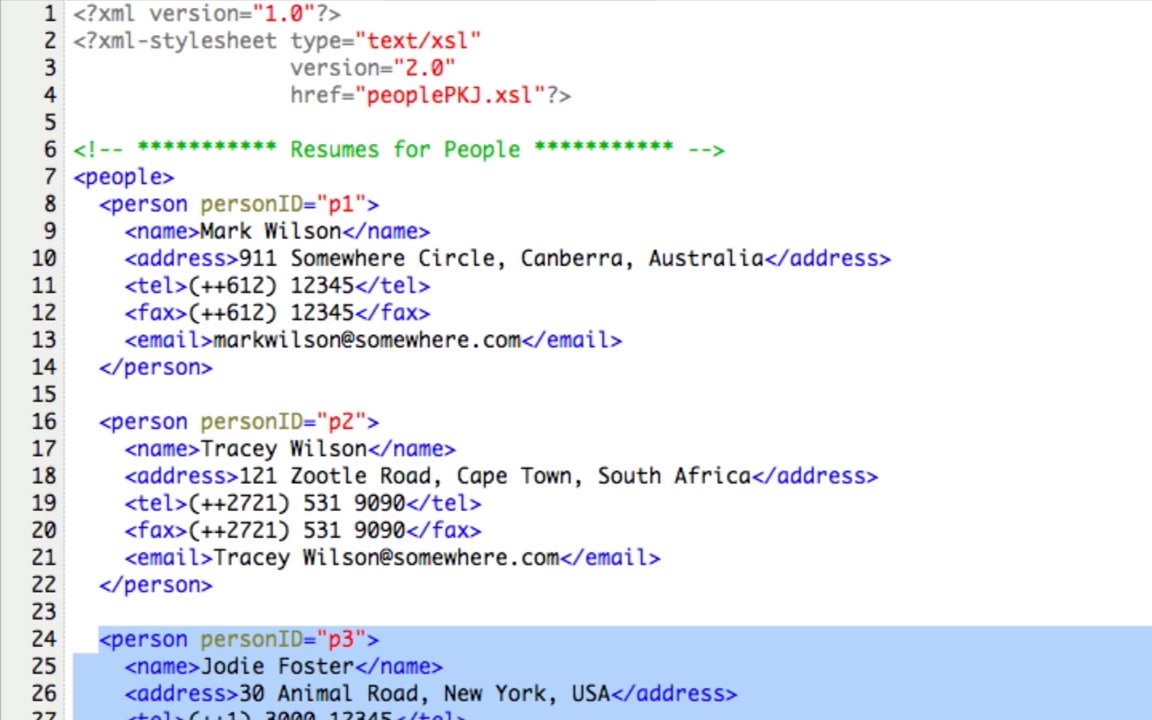 1 <?xml version="1.0"?>
2 <?xml-stylesheet type="text/xsl"
3 version="2.0"
4 href="peoplePKJ.xsl"?>
5
6 <!-- *********** Resumes for People *********** -->
7 <people>
8 <person personID="p1">
9 <name>Mark Wilson</name>
10 <address>911 Somewhere Circle, Canberra, Australia</address>
11 <tel>(++612) 12345</tel>
12 <fax>(++612) 12345</fax>
13 <email>markwilson@somewhere.com</email>
14 </person>
15
16 <person personID="p2">
17 <name>Tracey Wilson</name>
18 <address>121 Zootle Road, Cape Town, South Africa</address>
19 <tel>(++2721) 531 9090</tel>
20 <fax>(++2721) 531 9090</fax>
21 <email>Tracey Wilson@somewhere.com</email>
22 </person>
23
24 <person personID="p3">
25 <name>Jodie Foster</name>
26 <address>30 Animal Road, New York, USA</address>
27 <tel>(++1) 3000 12345</tel>